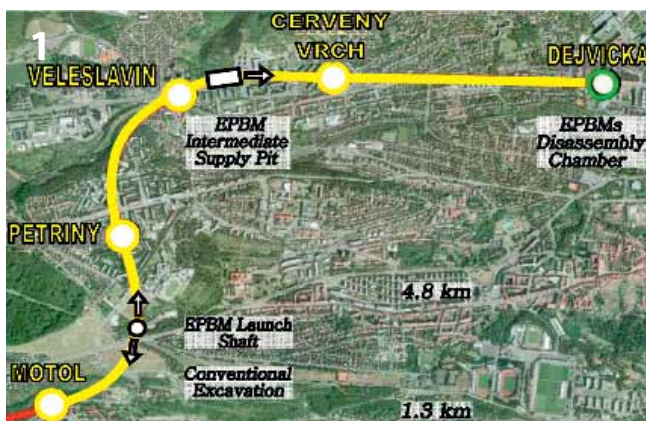 1
CERVENY
VRCH
DEJVICKA
VELESLAVIN
EPBM
Intermediate
Supply Pit
EPBMs
Disassembly
Chamber
PETRINY
4.8 km
EPBM Launch
Shaft
MOTOL
Conventional
Excavation
1.3 km